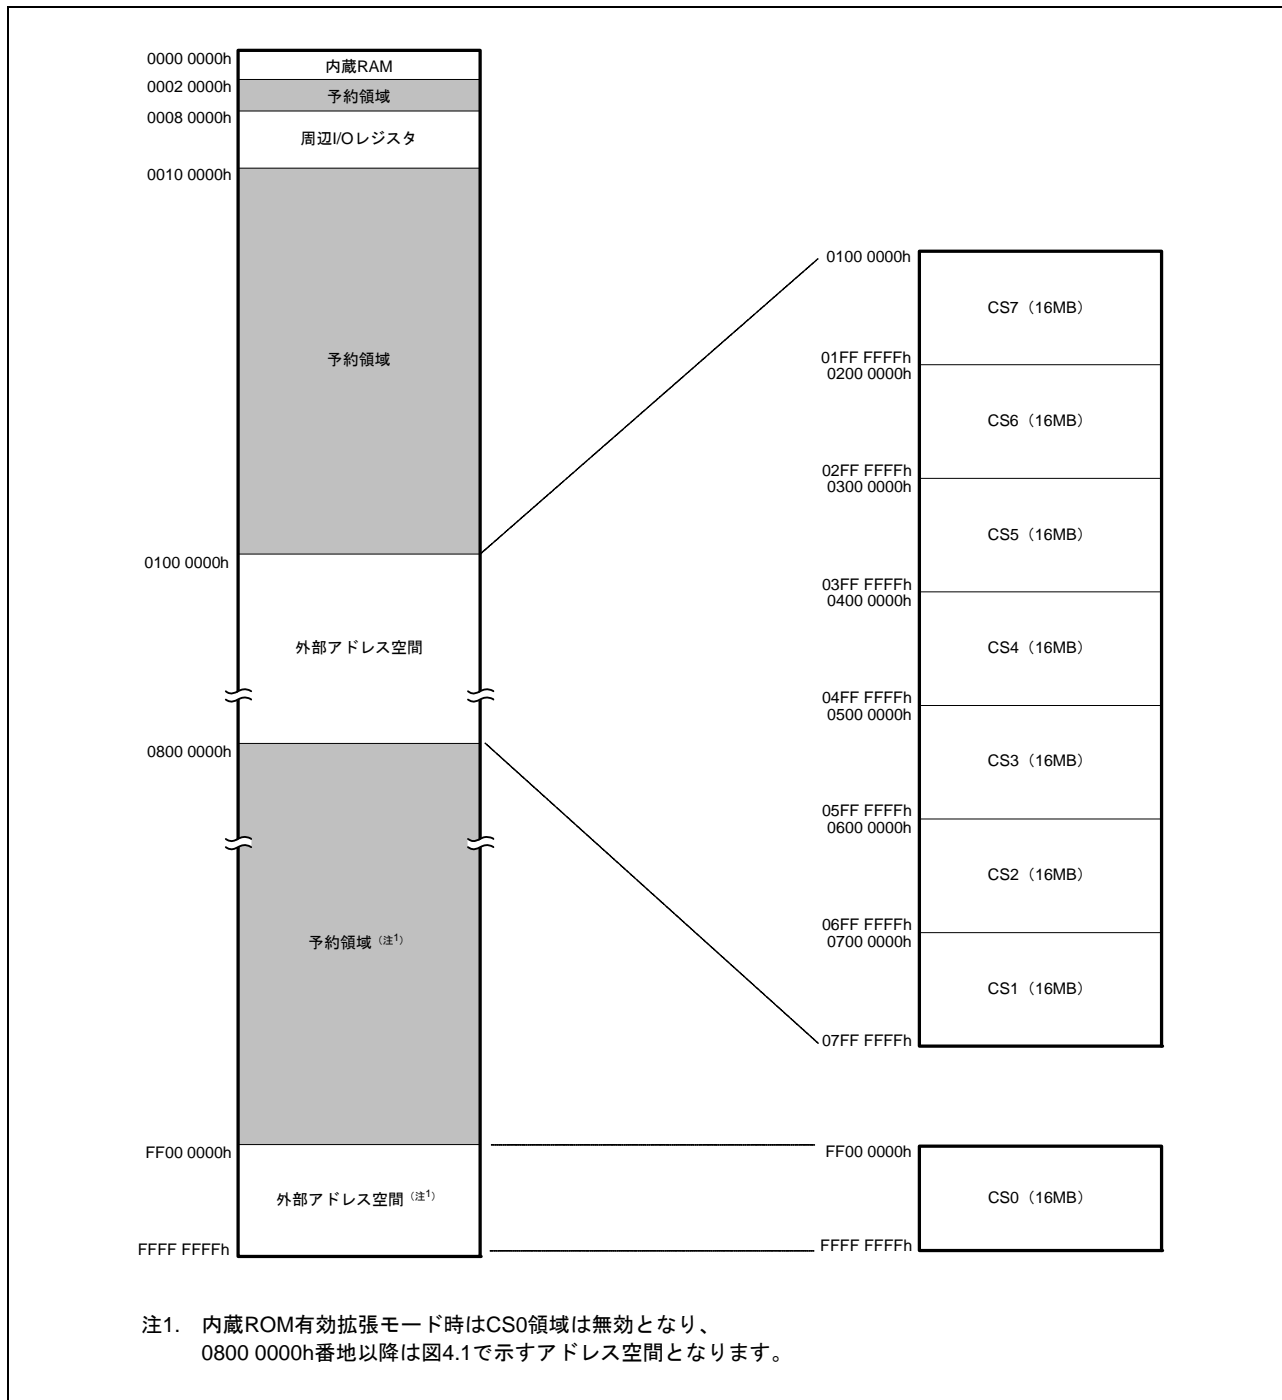 0000 0000h
内蔵RAM
0002 0000h
予約領域
0008 0000h
周辺I/Oレジスタ
0010 0000h
予約領域
0100 0000h
外部アドレス空間
0800 0000h
予約領域（注1）
FF00 0000h
外部アドレス空間（注1）
FFFF FFFFh
0100 0000h
CS7（16MB）
01FF FFFFh
0200 0000h
CS6（16MB）
02FF FFFFh
0300 0000h
CS5（16MB）
03FF FFFFh
0400 0000h
CS4（16MB）
04FF FFFFh
0500 0000h
CS3（16MB）
05FF FFFFh
0600 0000h
CS2（16MB）
06FF FFFFh
0700 0000h
CS1（16MB）
07FF FFFFh
FF00 0000h
CS0（16MB）
FFFF FFFFh
注1. 内蔵ROM有効拡張モード時はCS0領域は無効となり、
0800 0000h番地以降は図4.1で示すアドレス空間となります。